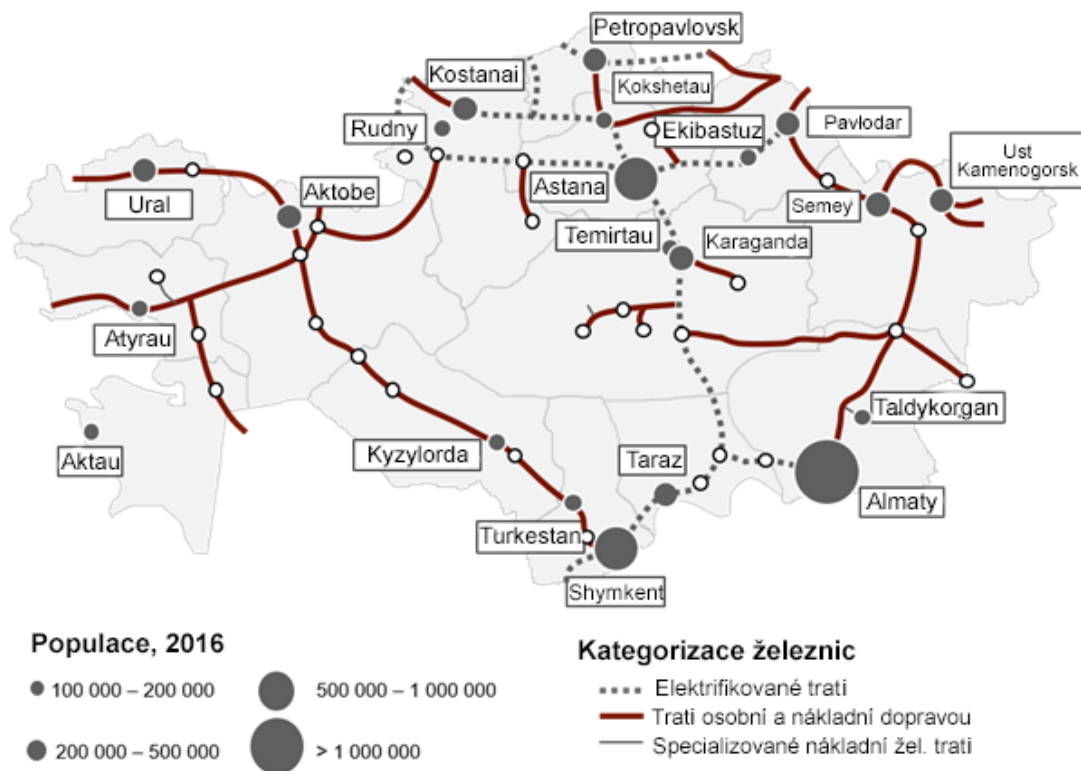 Petropavlovsk
Kostanai
Kokshetau
Rudny
Ekibastuz
Pavlodar
Ust
Kamenogorsk
Ural
Aktobe
Astana
Semey
Temirtau
Karaganda
Atyrau
Taldykorgan
Aktau
Kyzylorda
Taraz
Almaty
Turkestan
Shymkent
Populace, 2016
100 000 – 200 000
500 000 – 1 000 000
200 000 – 500 000
> 1 000 000
Kategorizace železnic
Elektrifikované trati
Trati osobní a nákladní dopravou
Specializované nákladní žel. trati